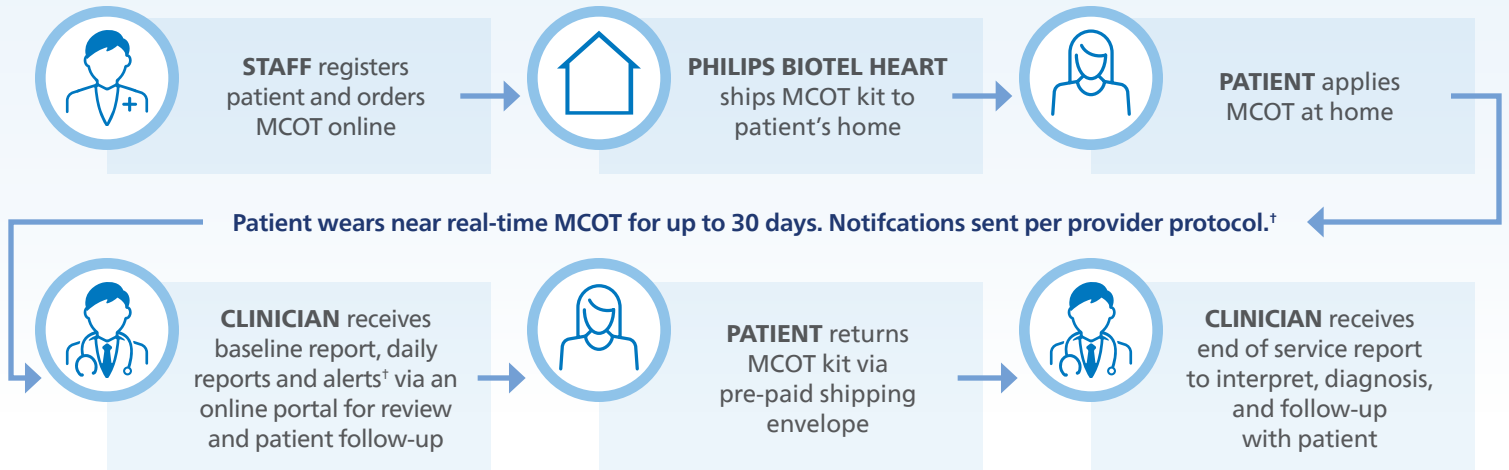 STAFF registers
patient and orders
MCOT online
PHILIPS BIOTEL HEART
ships MCOT kit to
patient's home
PATIENT applies
MCOT at home
Patient wears near real-time MCOT for up to 30 days. Notifcations sent per provider protocol.†
CLINICIAN receives
baseline report, daily
reports and alerts† via an
online portal for review
and patient follow-up
PATIENT returns
MCOT kit via
pre-paid shipping
envelope
CLINICIAN receives
end of service report
to interpret, diagnosis,
and follow-up
with patient